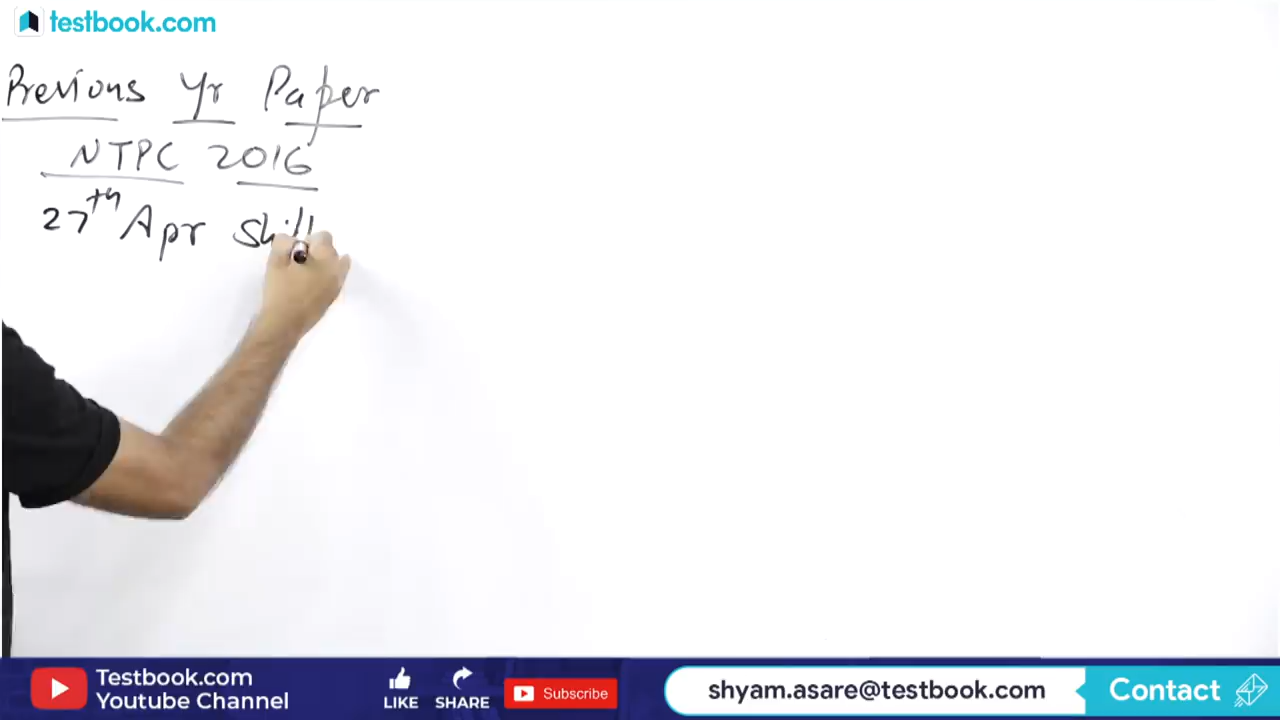 testbook.com
Previous Yr Paper
NTPC 2016
27th Apr
Testbook.com
Youtube Channel
LIKE
SHARE
Subscribe
shyam.asare@testbook.com
Contact